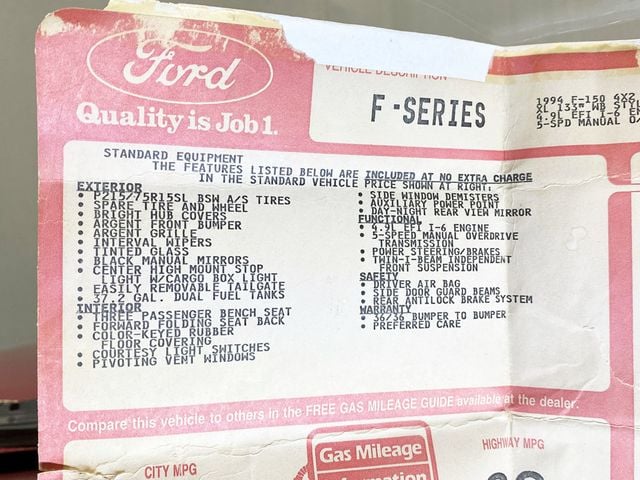 Ford
Quality is Job 1.
VEHICLE DESCRIPTION
F-SERIES
1994 F-150 4X2
XL 133" WB
4.9L EFI I-6
5-SPD MANUAL
STANDARD EQUIPMENT
THE FEATURES LISTED BELOW ARE INCLUDED AT NO EXTRA CHARGE
IN THE STANDARD VEHICLE PRICE SHOWN AT RIGHT.
EXTERIOR
• P215/75R15SL BSW A/S TIRES
• SPARE TIRE AND WHEEL
• BRIGHT HUB COVERS
• ARGENT FRONT BUMPER
• ARGENT GRILLE
• INTERVAL WIPERS
• TINTED GLASS
• BLACK MANUAL MIRRORS
• CENTER HIGH MOUNT STOP
LIGHT W/CARGO BOX LIGHT
• EASILY REMOVABLE TAILGATE
• 37.2 GAL. DUAL FUEL TANKS
INTERIOR
• THREE PASSENGER BENCH SEAT
• FORWARD FOLDING SEAT BACK
• COLOR-KEYED RUBBER
FLOOR COVERING
• COURTESY LIGHT SWITCHES
• PIVOTING VENT WINDOWS
• SIDE WINDOW DEMISTERS
• AUXILIARY POWER POINT
• DAY-NIGHT REAR VIEW MIRROR
FUNCTIONAL
• 4.9L EFI I-6 ENGINE
• 5-SPEED MANUAL OVERDRIVE
TRANSMISSION
• POWER STEERING/BRAKES
• TWIN-I-BEAM INDEPENDENT
FRONT SUSPENSION
SAFETY
• DRIVER AIR BAG
• SIDE DOOR GUARD BEAMS
• REAR ANTILOCK BRAKE SYSTEM
WARRANTY
• 36/36 BUMPER TO BUMPER
• PREFERRED CARE
Compare this vehicle to others in the FREE GAS MILEAGE GUIDE available at the dealer.
CITY MPG
Gas Mileage
Information
HIGHWAY MPG